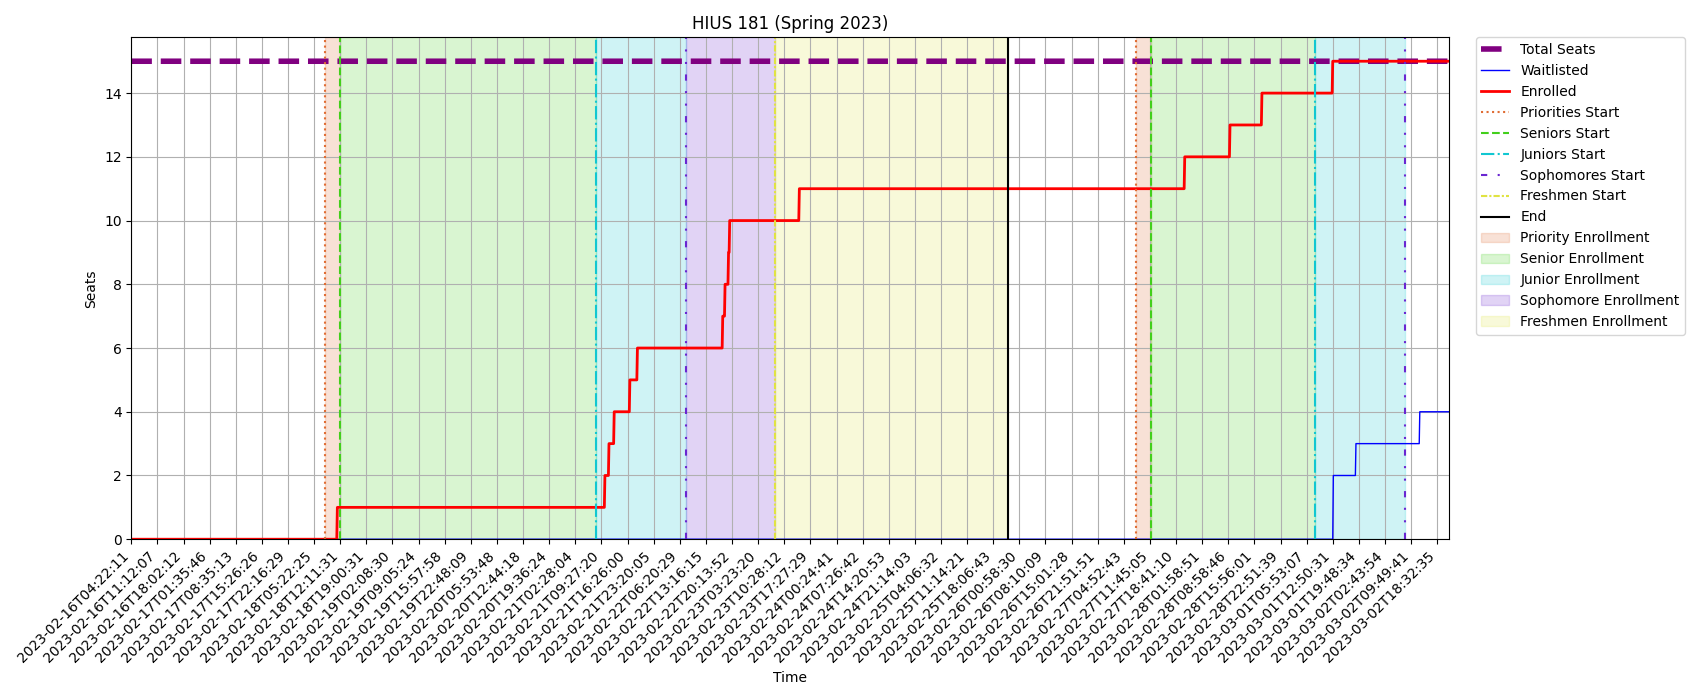 HIUS 181 (Spring 2023)
Seats
14
12
10
8
6
4
2
0
2023-02-16T04:22:11
2023-02-16T11:12:07
2023-02-16T18:02:12
2023-02-17T01:35:46
2023-02-17T08:35:13
2023-02-17T15:26:26
2023-02-17T22:16:29
2023-02-18T05:22:25
2023-02-18T12:11:31
2023-02-18T19:00:31
2023-02-19T02:08:30
2023-02-19T09:05:24
2023-02-19T15:57:58
2023-02-19T22:48:09
2023-02-20T05:53:48
2023-02-20T12:44:18
2023-02-20T19:36:24
2023-02-21T02:28:04
2023-02-21T09:27:20
2023-02-21T16:26:00
2023-02-21T23:20:05
2023-02-22T06:20:29
2023-02-22T13:16:15
2023-02-22T20:13:52
2023-02-23T03:23:20
2023-02-23T10:28:12
2023-02-23T17:27:29
2023-02-24T00:24:41
2023-02-24T07:26:42
2023-02-24T14:20:53
2023-02-24T21:14:03
2023-02-25T04:06:32
2023-02-25T11:14:21
2023-02-25T18:06:43
2023-02-26T00:58:30
2023-02-26T08:10:09
2023-02-26T15:01:28
2023-02-26T21:51:51
2023-02-27T04:52:43
2023-02-27T11:45:05
2023-02-27T18:41:10
2023-02-28T01:58:51
2023-02-28T08:58:46
2023-02-28T15:56:01
2023-02-28T22:51:39
2023-03-01T05:53:07
2023-03-01T12:50:31
2023-03-01T19:48:34
2023-03-02T02:43:54
2023-03-02T09:49:41
2023-03-02T18:32:35
Time
Total Seats
Waitlisted
Enrolled
Priorities Start
Seniors Start
Juniors Start
Sophomores Start
Freshmen Start
End
Priority Enrollment
Senior Enrollment
Junior Enrollment
Sophomore Enrollment
Freshmen Enrollment